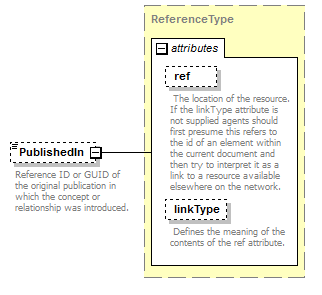 ReferenceType
attributes
ref
The location of the resource.
If the linkType attribute is
not supplied agents should
first presume this refers to
the id of an element within
the current document and
then try to interpret it as a
link to a resource available
elsewhere on the network.
PublishedIn
Reference ID or GUID of
the original publication in
which the concept or
relationship was introduced.
linkType
Defines the meaning of the
contents of the ref attribute.